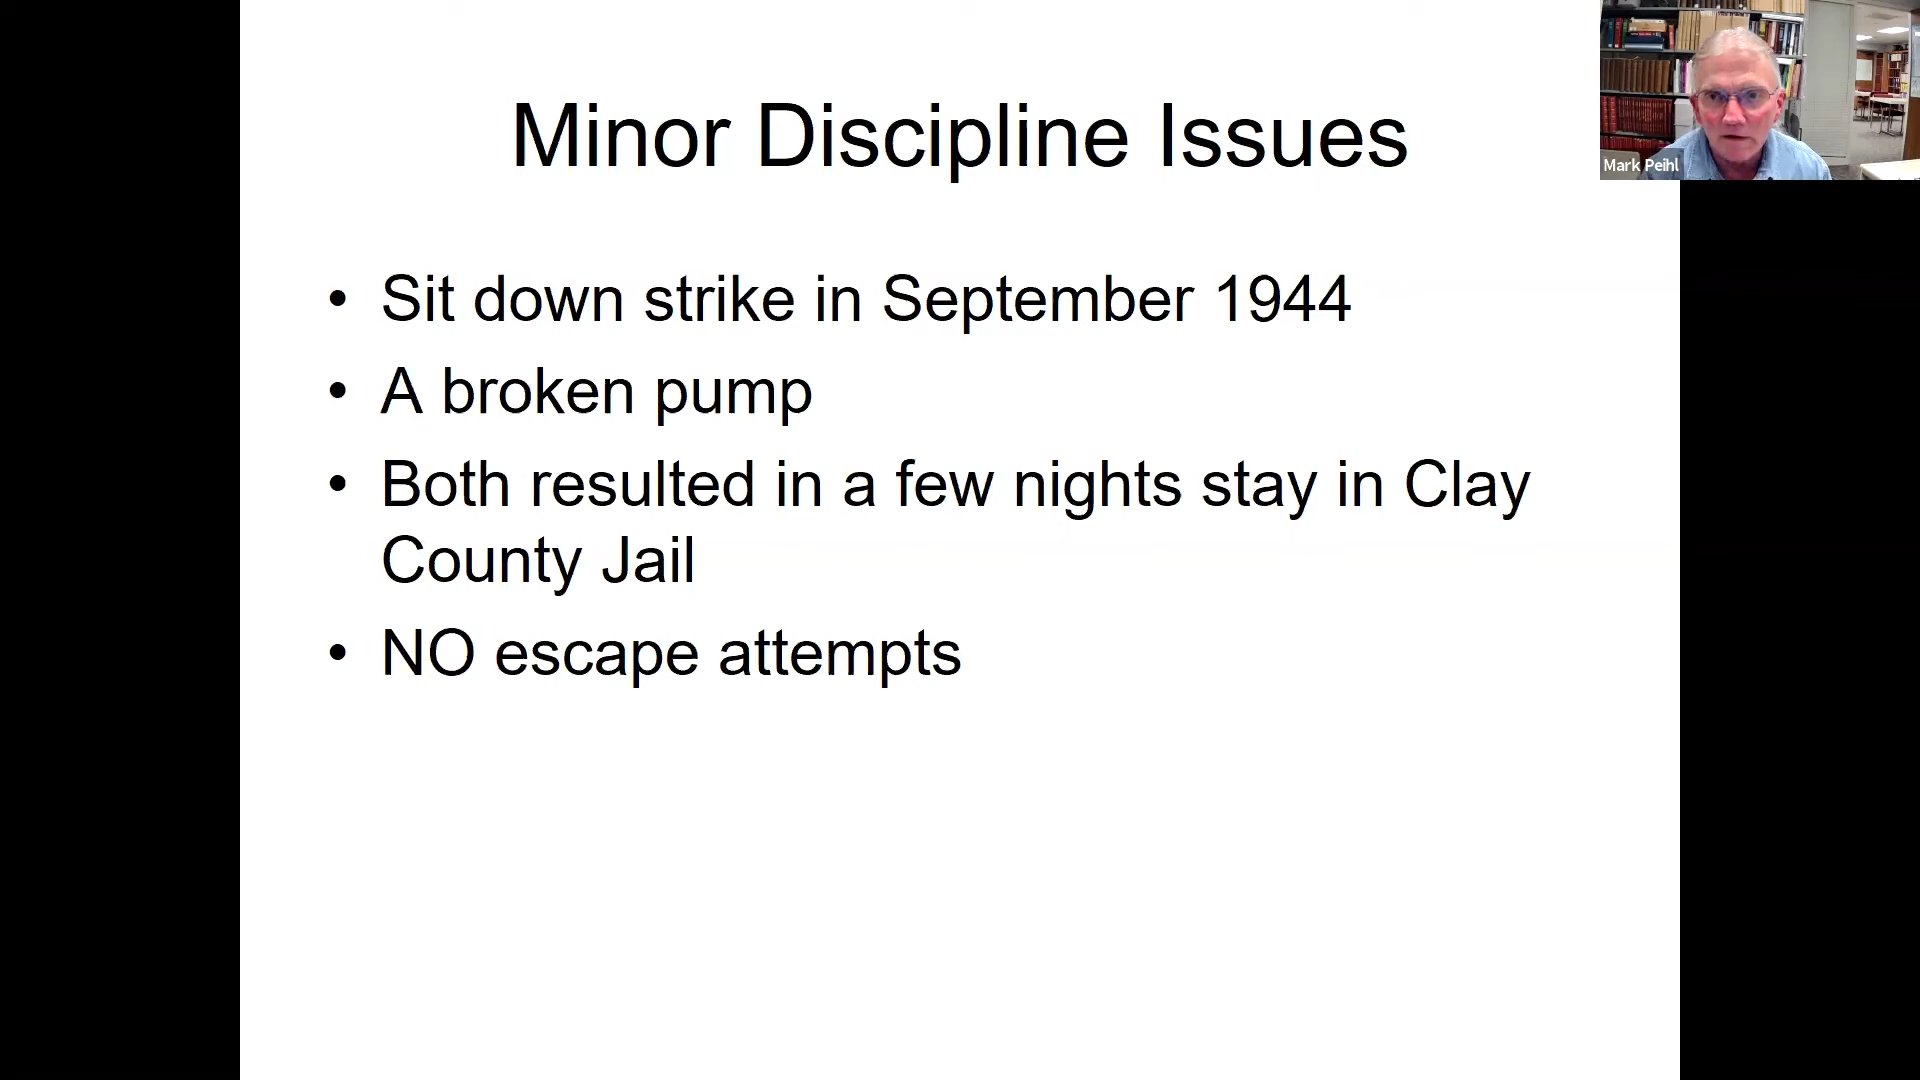 Minor Discipline Issues
• Sit down strike in September 1944
• A broken pump
• Both resulted in a few nights stay in Clay
County Jail
• NO escape attempts
Mark Peihl